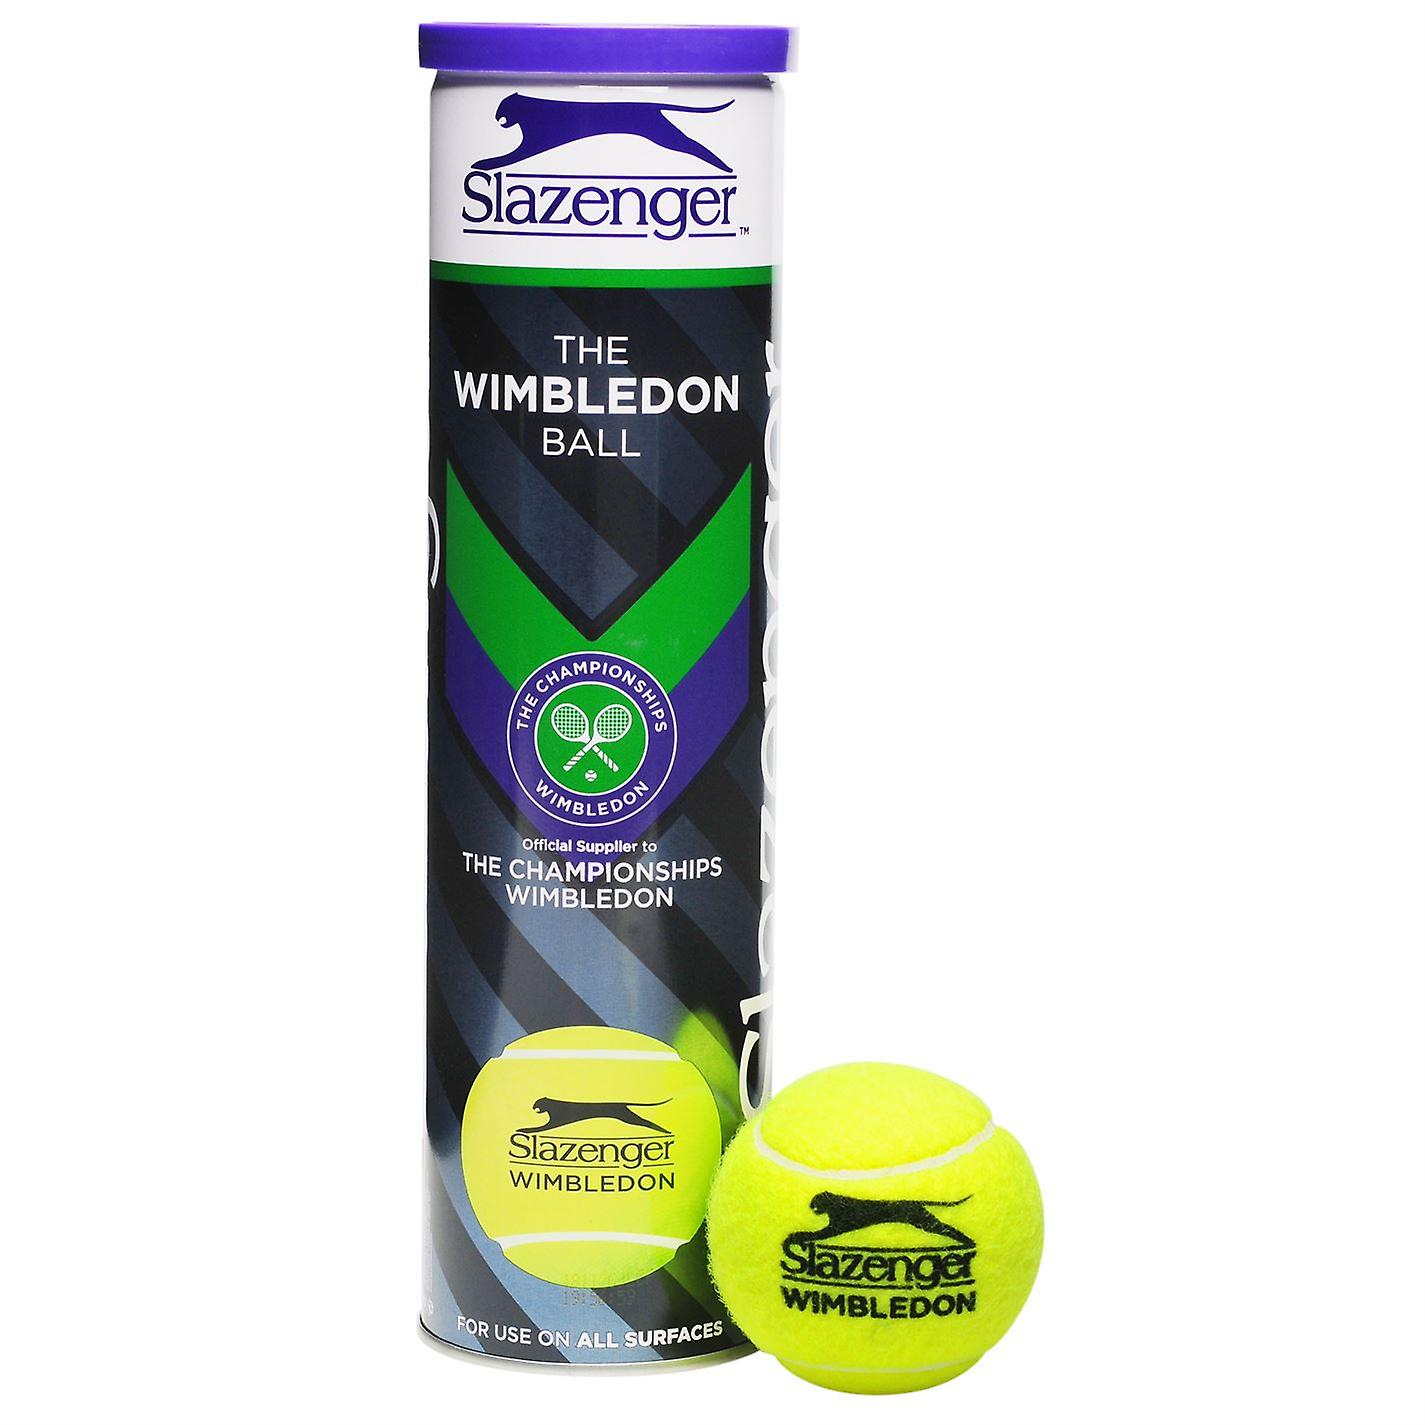 Slazenger™
THE
WIMBLEDON
BALL
THE CHAMPIONSHIPS
WIMBLEDON
Official Supplier to
THE CHAMPIONSHIPS
WIMBLEDON
Slazenger
WIMBLEDON
FOR USE ON ALL SURFACES
Slazenger
Slazenger
WIMBLEDON